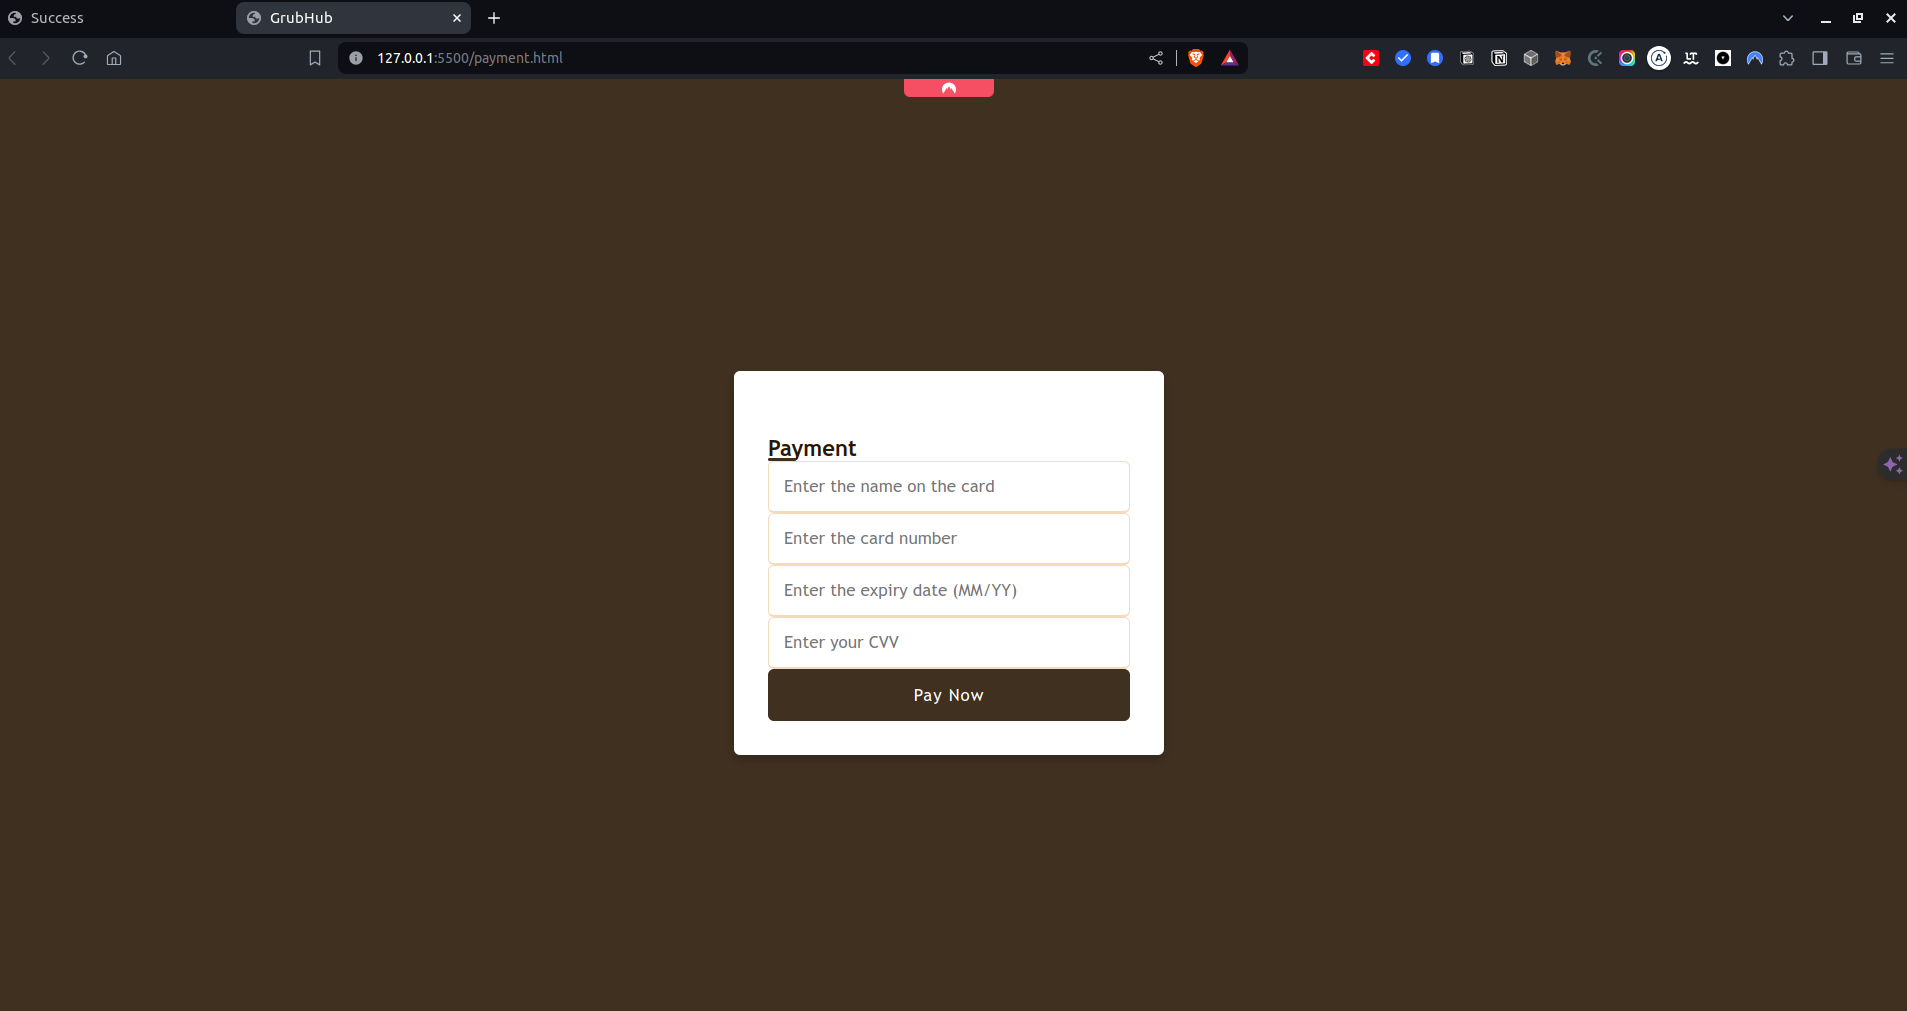 Success
GrubHub
127.0.0.1:5500/payment.html
Payment
Enter the name on the card
Enter the card number
Enter the expiry date (MM/YY)
Enter your CVV
Pay Now